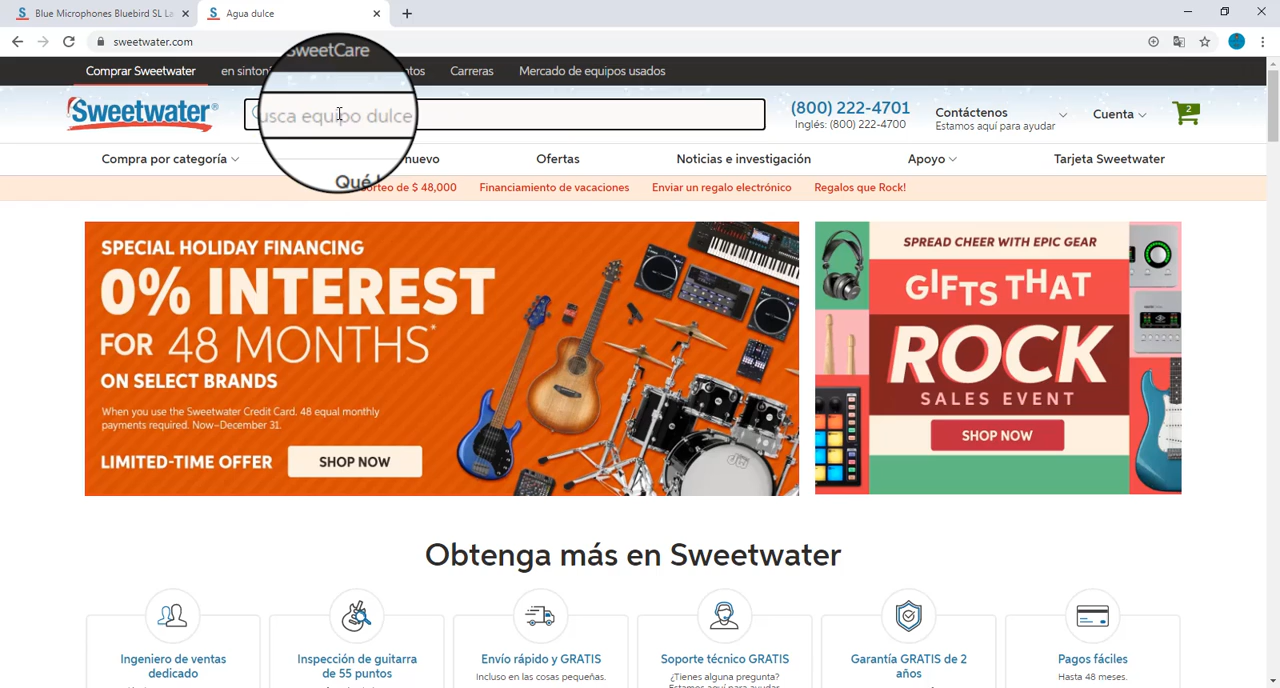 Blue Microphones Bluebird SL La
Agua dulce
sweetwater.com
SweetCare
Comprar Sweetwater
Carreras
Mercado de equipos usados
Sweetwater®
usca equipo dulce
(800) 222-4701
Inglés: (800) 222-4700
Contáctenos
Estamos aquí para ayudar
Cuenta
2
Compra por categoría
Qué
nuevo
Ofertas
Noticias e investigación
Apoyo
Tarjeta Sweetwater
orteo de $ 48,000
Financiamiento de vacaciones
Enviar un regalo electrónico
Regalos que Rock!
SPECIAL HOLIDAY FINANCING
0% INTEREST
FOR 48 MONTHS*
ON SELECT BRANDS
When you use the Sweetwater Credit Card. 48 equal monthly
payments required. Now–December 31.
LIMITED-TIME OFFER
SHOP NOW
SPREAD CHEER WITH EPIC GEAR
GIFTS THAT
ROCK
SALES EVENT
SHOP NOW
Obtenga más en Sweetwater
Ingeniero de ventas
dedicado
Inspección de guitarra
de 55 puntos
Envío rápido y GRATIS
Incluso en las cosas pequeñas.
Soporte técnico GRATIS
¿Tienes alguna pregunta?
Estamos aquí para ayudar
Garantía GRATIS de 2
años
Pagos fáciles
Hasta 48 meses.